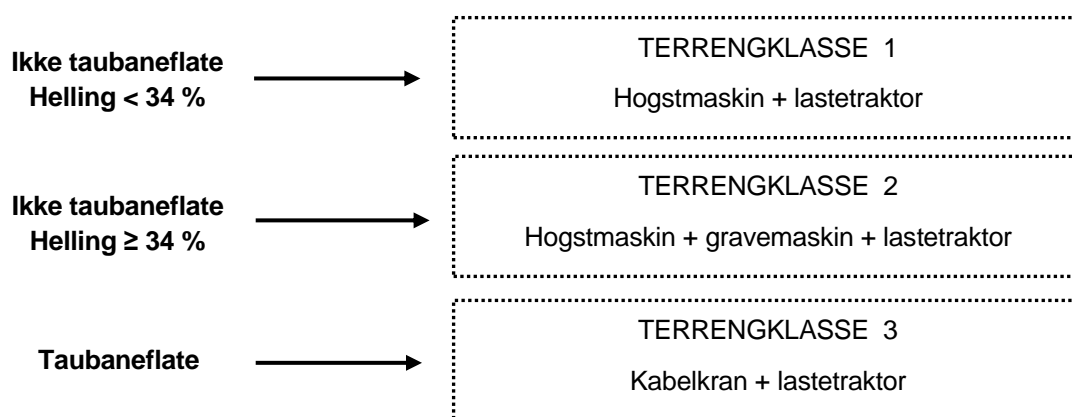 Ikke taubaneflate
Helling < 34 %
TERRENGKLASSE 1
Hogstmaskin + lastetraktor
Ikke taubaneflate
Helling ≥ 34 %
TERRENGKLASSE 2
Hogstmaskin + gravemaskin + lastetraktor
Taubaneflate
TERRENGKLASSE 3
Kabelkran + lastetraktor